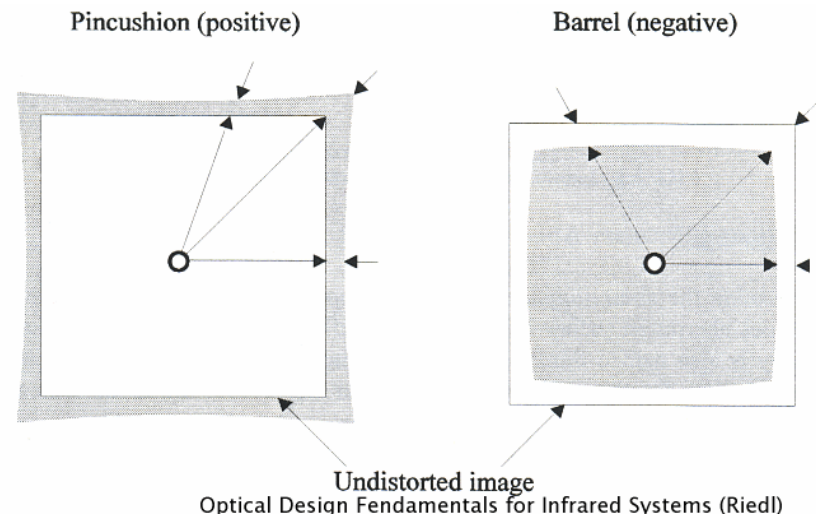 Pincushion (positive)
Barrel (negative)
Undistorted image
Optical Design Fendamentals for Infrared Systems (Riedl)